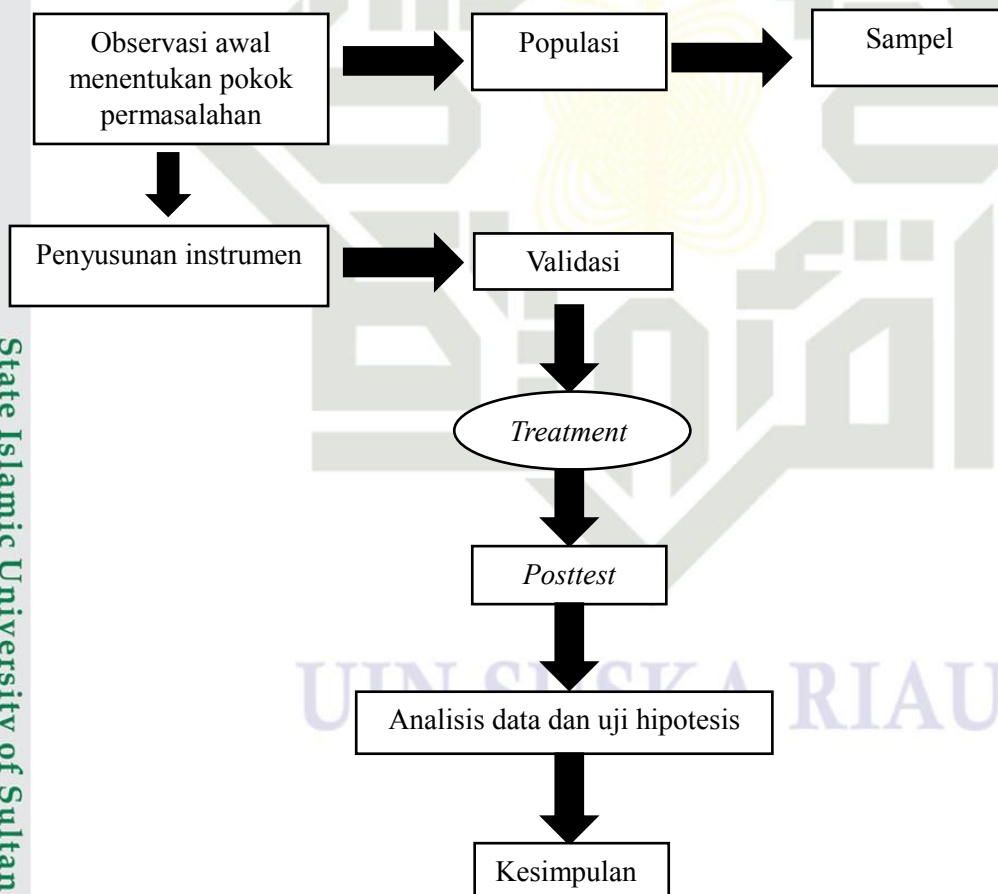 Observasi awal
menentukan pokok
permasalahan
Populasi
Sampel
Penyusunan instrumen
Validasi
Treatment
Posttest
Analisis data dan uji hipotesis
Kesimpulan
UIN SUSKA RIAU
State Islamic University of Sultan